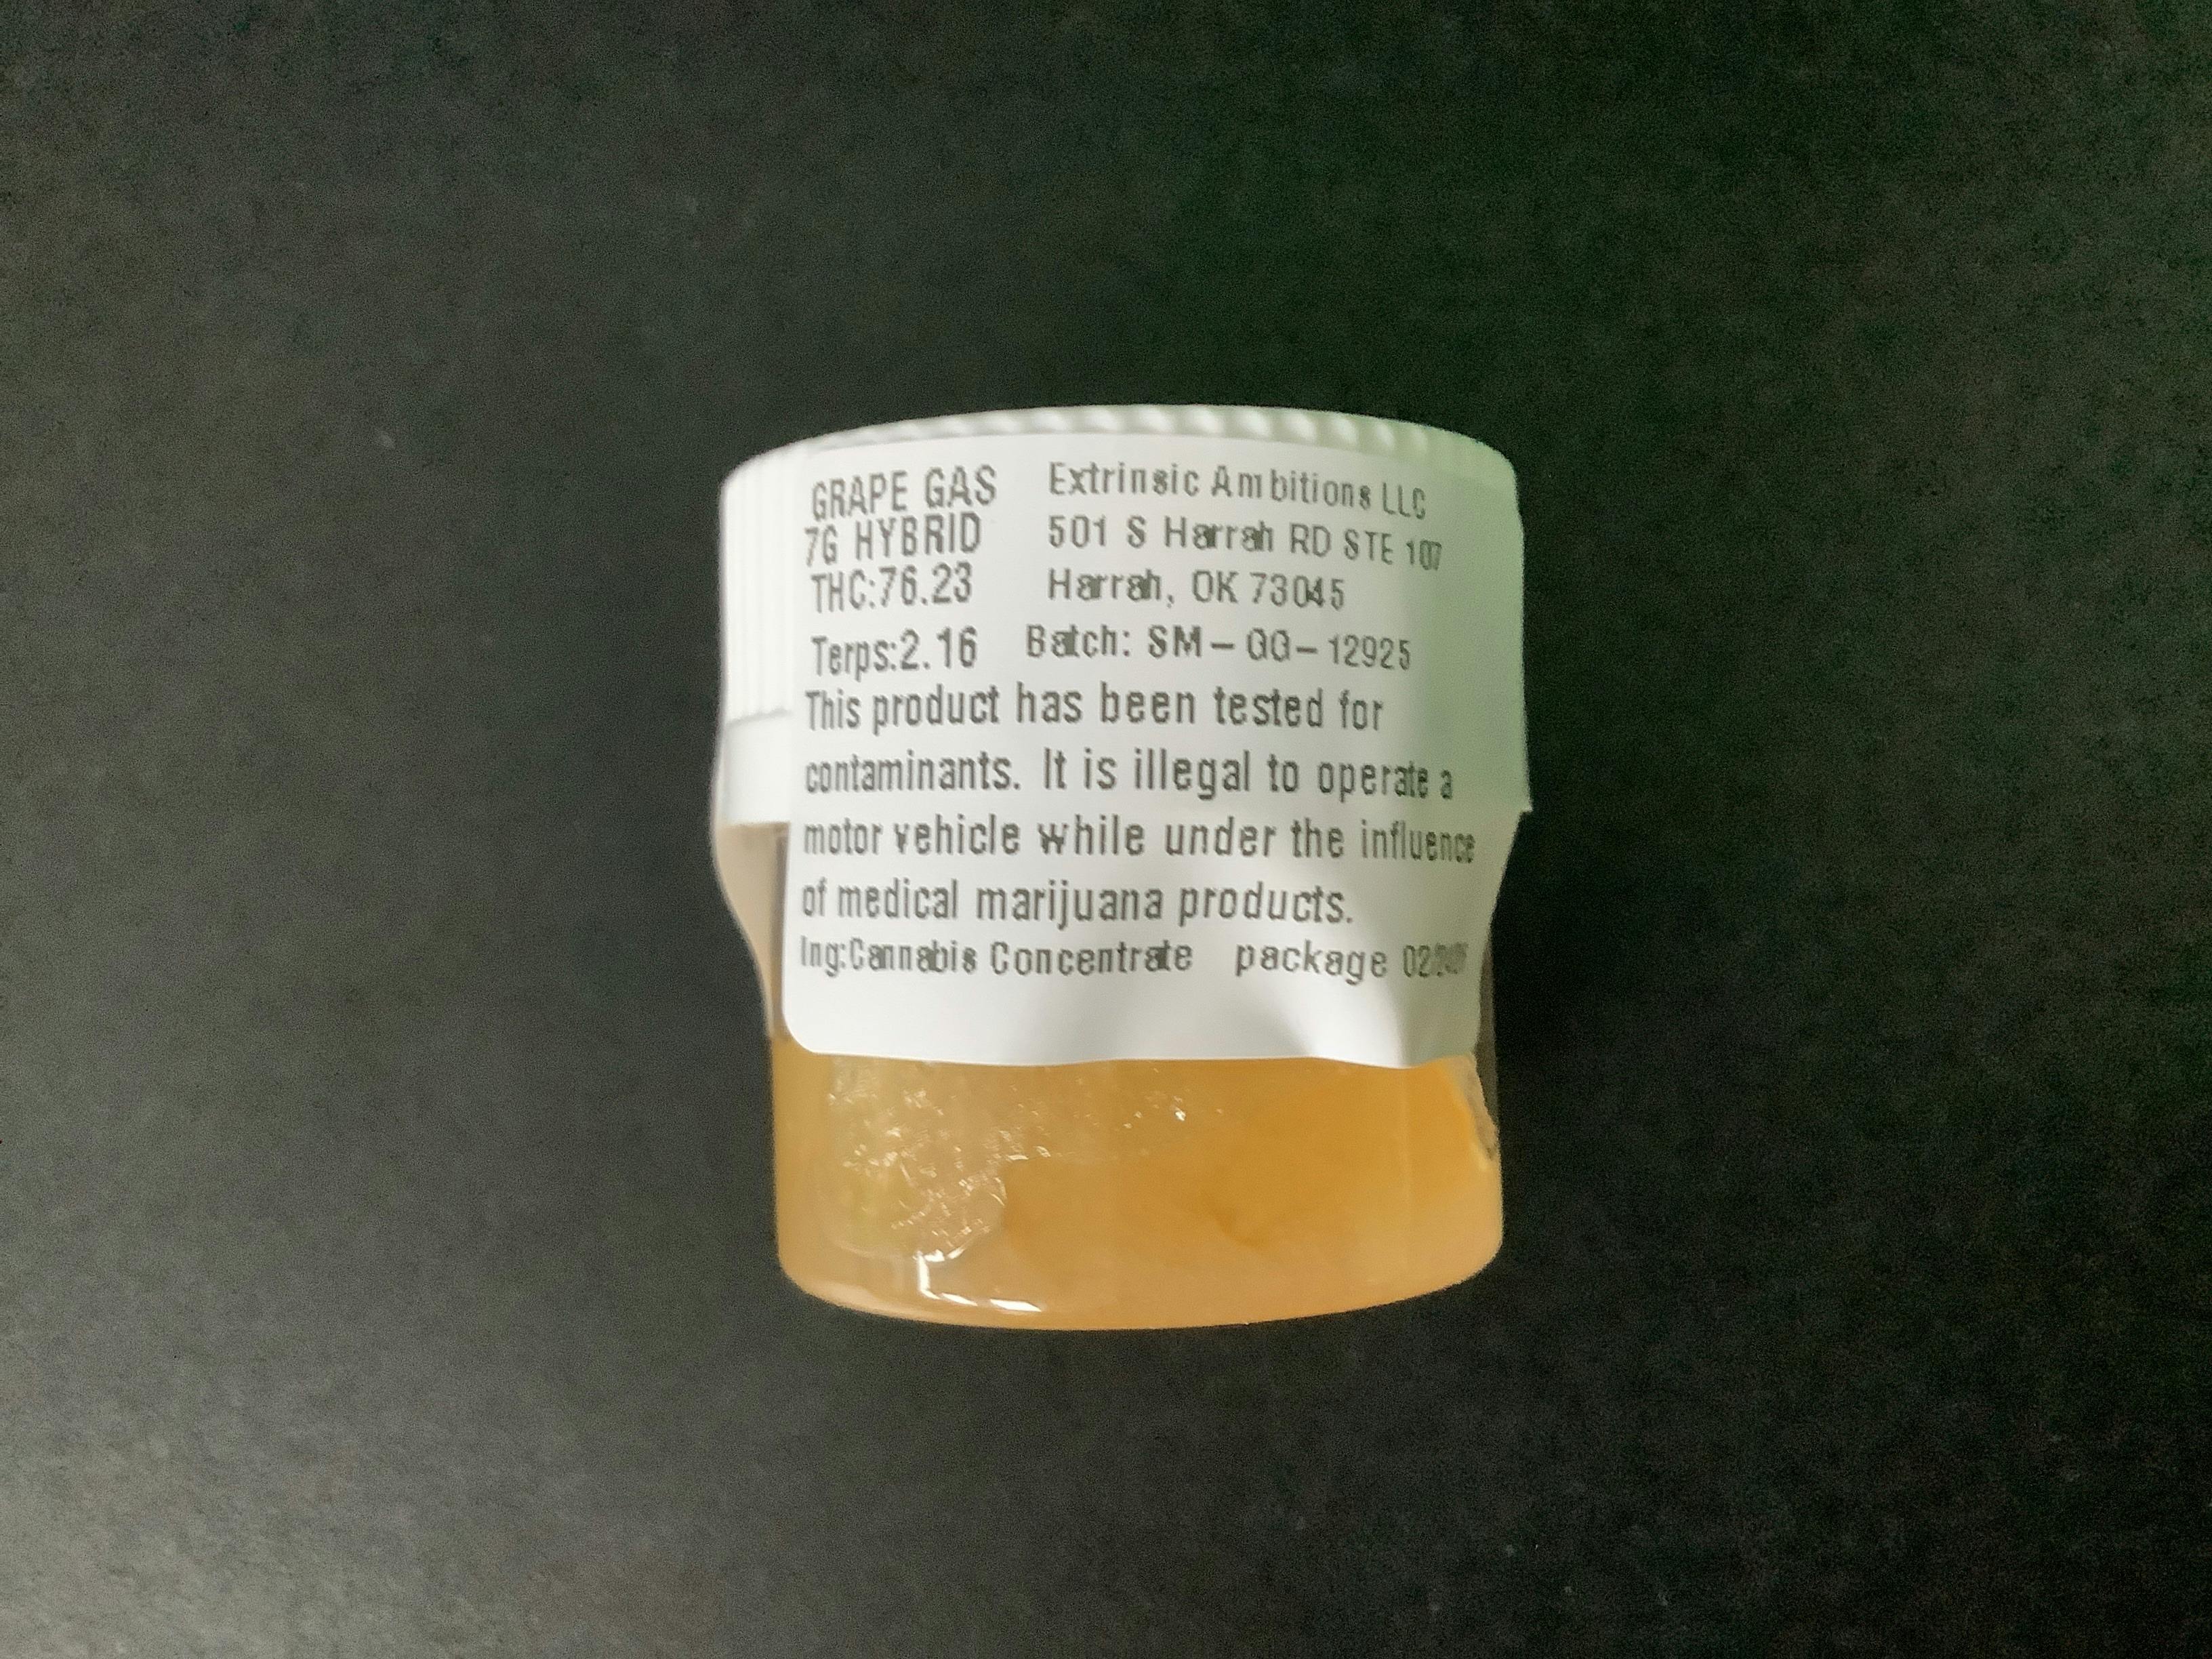 GRAPE GAS
7G HYBRID
THC:76.23
Terps:2.16
Extrinsic Ambitions LLC
501 S Harrah RD STE 107
Harrah, OK 73045
Batch: SM-GG-12925
This product has been tested for
contaminants. It is illegal to operate a
motor vehicle while under the influence
of medical marijuana products.
Ing:Cannabis Concentrate package